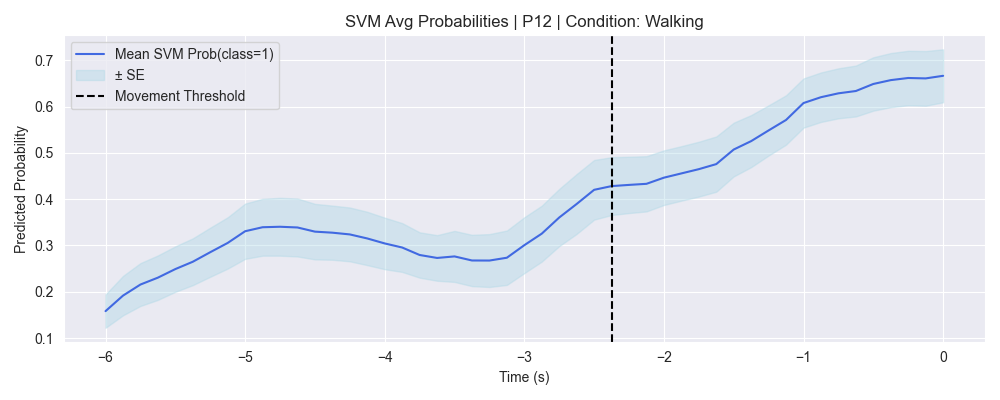 SVM Avg Probabilities | P12 | Condition: Walking
Mean SVM Prob(class=1)
± SE
Movement Threshold
Predicted Probability
0.7
0.6
0.5
0.4
0.3
0.2
0.1
−6 −5 −4 −3 −2 −1 0
Time (s)